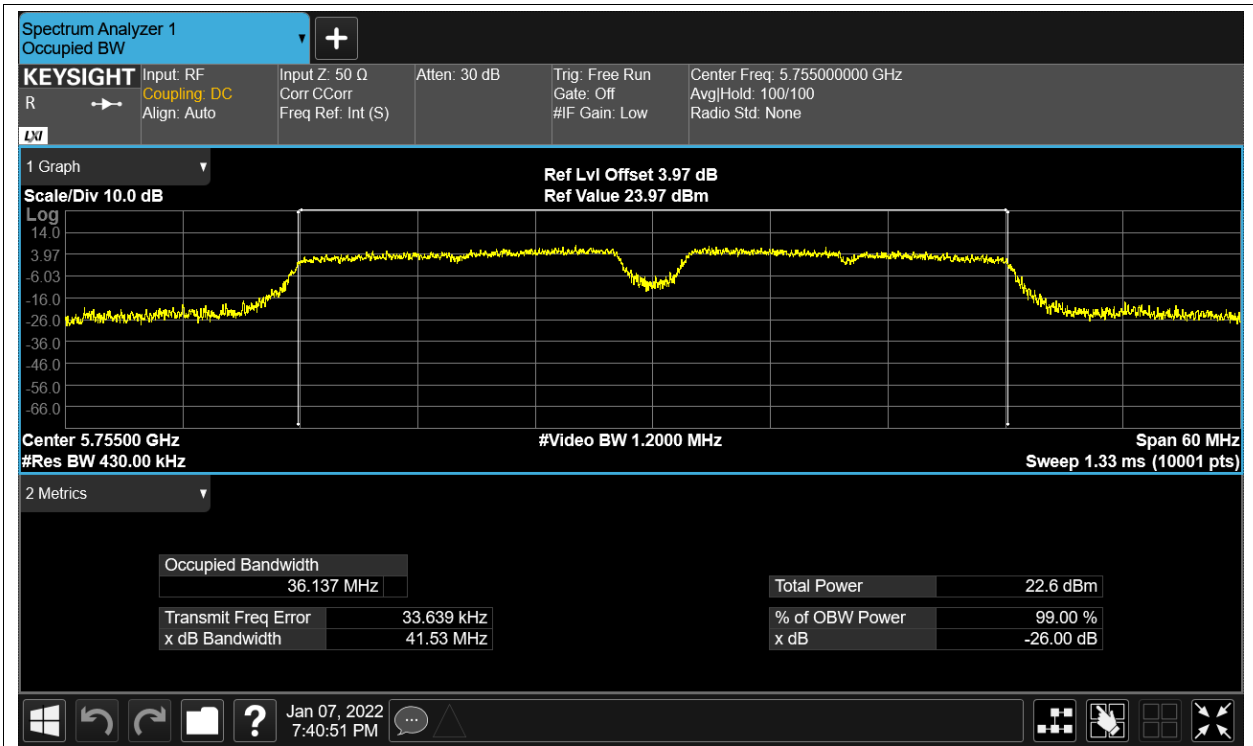 Spectrum Analyzer 1
Occupied BW
KEYSIGHT
R
LXI
Input: RF
Coupling: DC
Align: Auto
Input Z: 50 Ω
Corr CCorr
Freq Ref: Int (S)
Atten: 30 dB
Trig: Free Run
Gate: Off
#IF Gain: Low
Center Freq: 5.755000000 GHz
Avg|Hold: 100/100
Radio Std: None
1 Graph
Scale/Div 10.0 dB
Ref Lvl Offset 3.97 dB
Ref Value 23.97 dBm
Log
14.0
3.97
-6.03
-16.0
-26.0
-36.0
-46.0
-56.0
-66.0
Center 5.75500 GHz
#Video BW 1.2000 MHz
Span 60 MHz
#Res BW 430.00 kHz
Sweep 1.33 ms (10001 pts)
2 Metrics
Occupied Bandwidth
36.137 MHz
Total Power 22.6 dBm
Transmit Freq Error 33.639 kHz
% of OBW Power 99.00 %
x dB Bandwidth 41.53 MHz
x dB -26.00 dB
?
Jan 07, 2022
7:40:51 PM